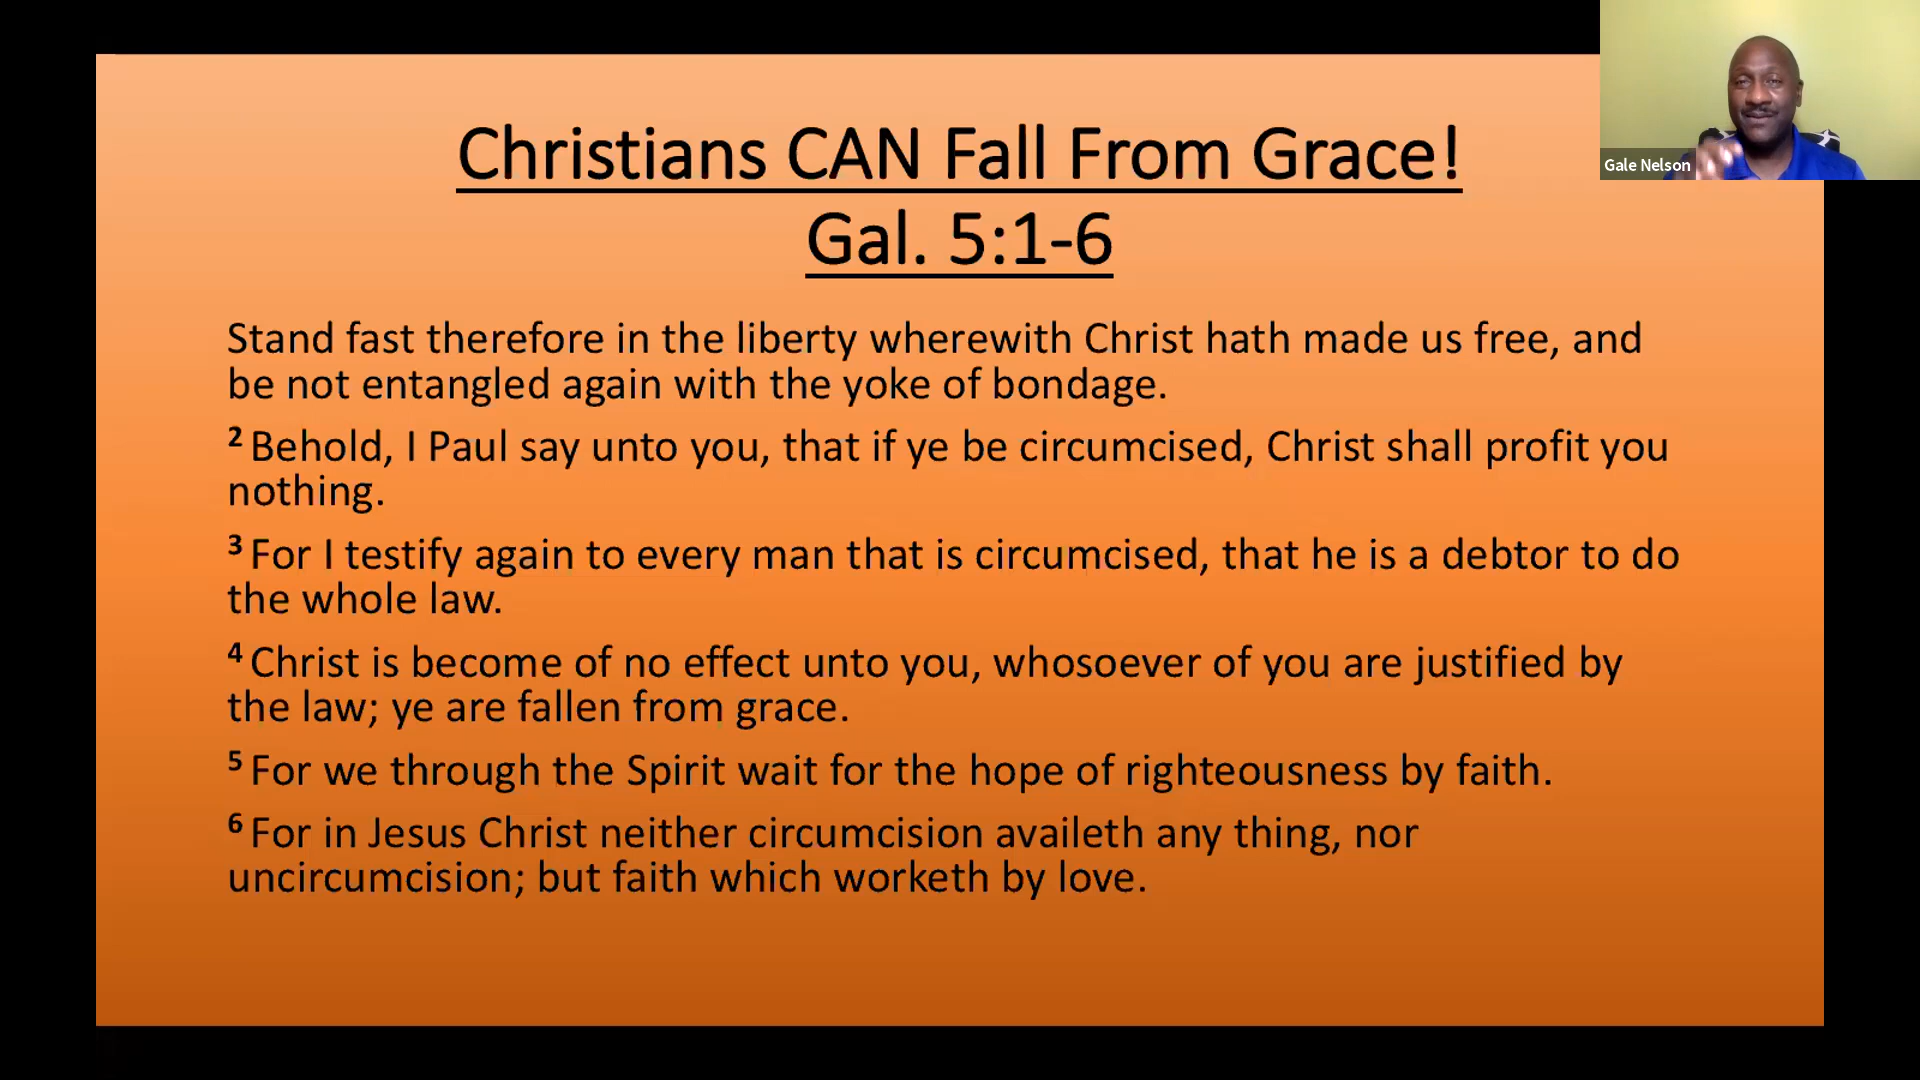 Christians CAN Fall From Grace!
Gal. 5:1-6
Gale Nelson
Stand fast therefore in the liberty wherewith Christ hath made us free, and
be not entangled again with the yoke of bondage.
2 Behold, I Paul say unto you, that if ye be circumcised, Christ shall profit you
nothing.
3 For I testify again to every man that is circumcised, that he is a debtor to do
the whole law.
4 Christ is become of no effect unto you, whosoever of you are justified by
the law; ye are fallen from grace.
5 For we through the Spirit wait for the hope of righteousness by faith.
6 For in Jesus Christ neither circumcision availeth any thing, nor
uncircumcision; but faith which worketh by love.